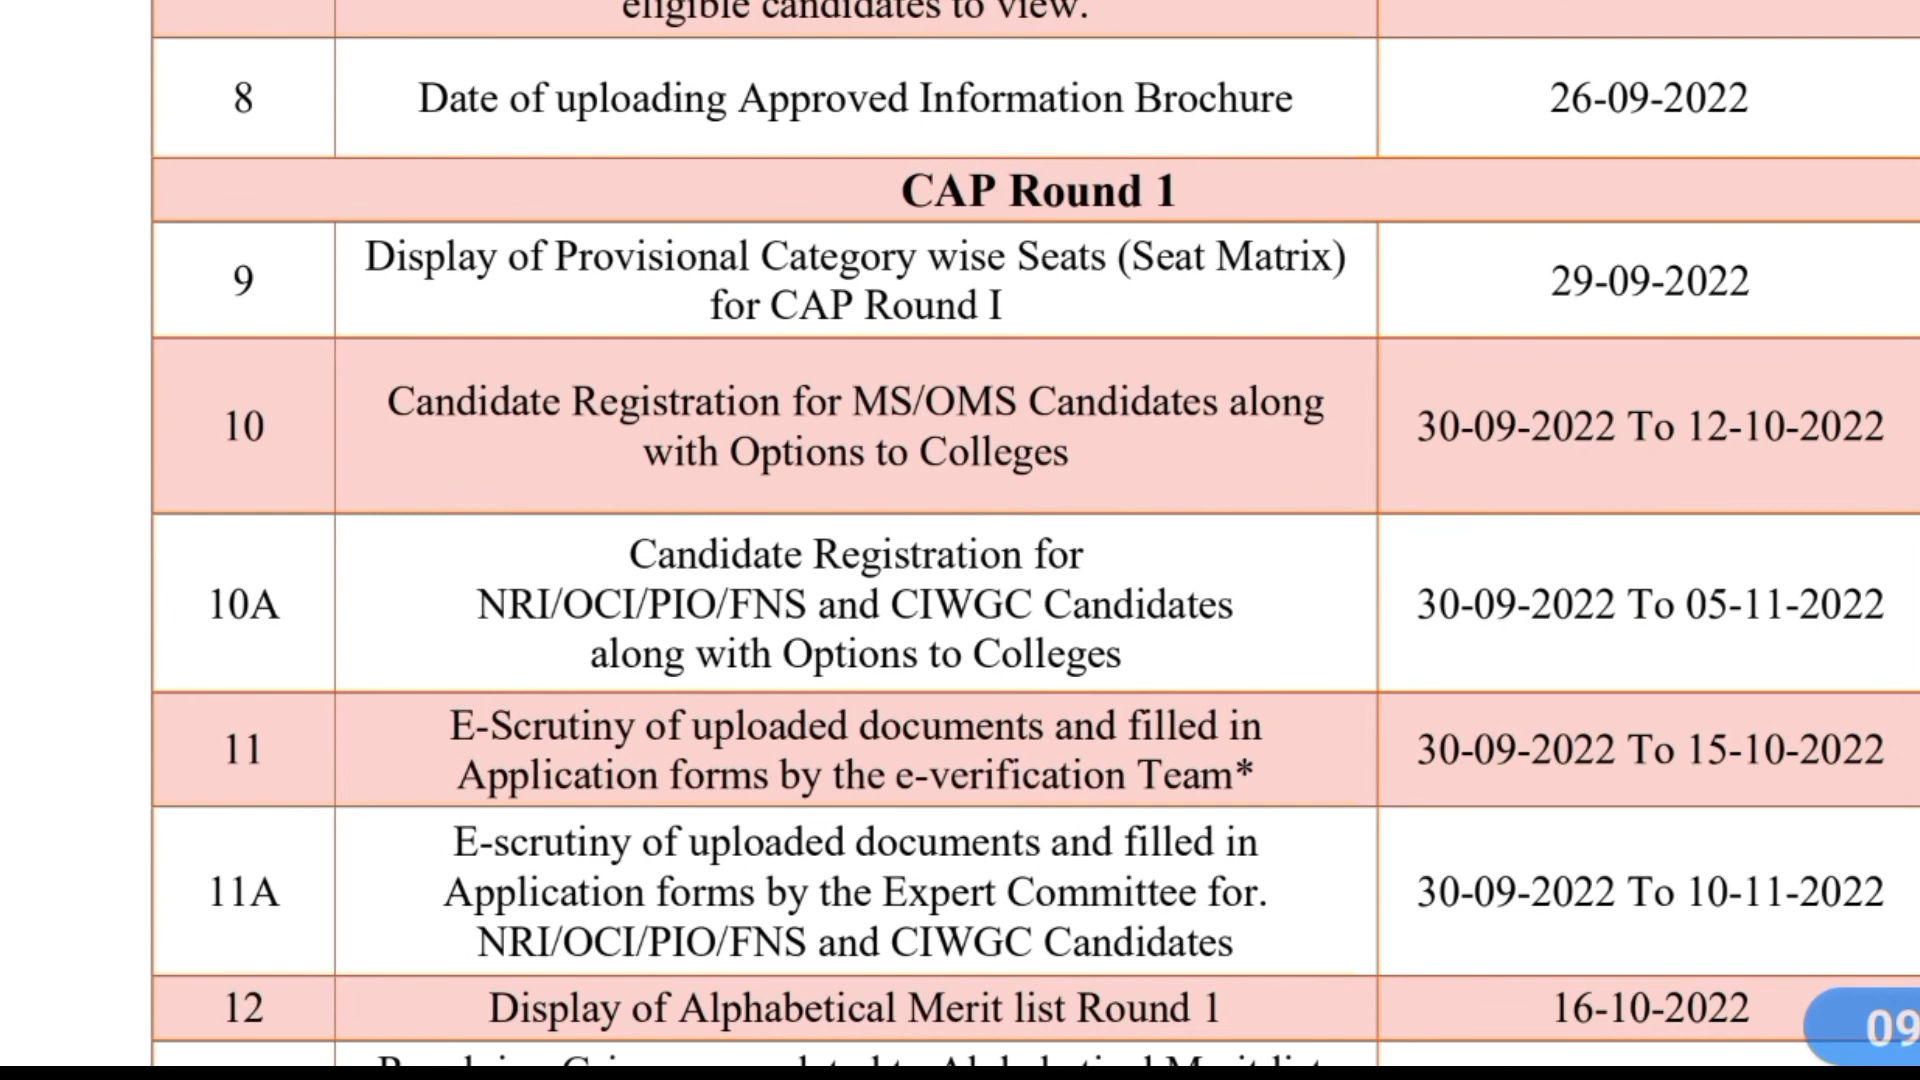 eligible candidates to view.
8
Date of uploading Approved Information Brochure
26-09-2022
CAP Round 1
9
Display of Provisional Category wise Seats (Seat Matrix)
for CAP Round I
29-09-2022
10
Candidate Registration for MS/OMS Candidates along
with Options to Colleges
30-09-2022 To 12-10-2022
10A
Candidate Registration for
NRI/OCI/PIO/FNS and CIWGC Candidates
along with Options to Colleges
30-09-2022 To 05-11-2022
11
E-Scrutiny of uploaded documents and filled in
Application forms by the e-verification Team*
30-09-2022 To 15-10-2022
11A
E-scrutiny of uploaded documents and filled in
Application forms by the Expert Committee for.
NRI/OCI/PIO/FNS and CIWGC Candidates
30-09-2022 To 10-11-2022
12
Display of Alphabetical Merit list Round 1
16-10-2022
09